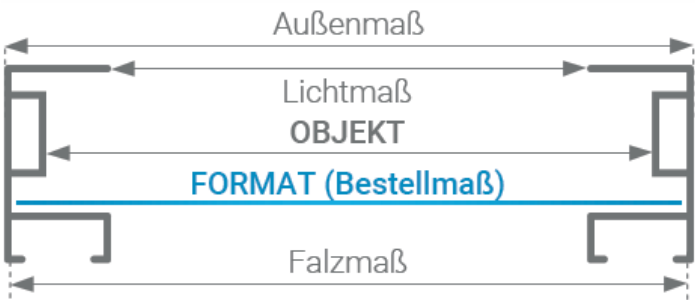 Außenmaß
Lichtmaß
OBJEKT
FORMAT (Bestellmaß)
Falzmaß